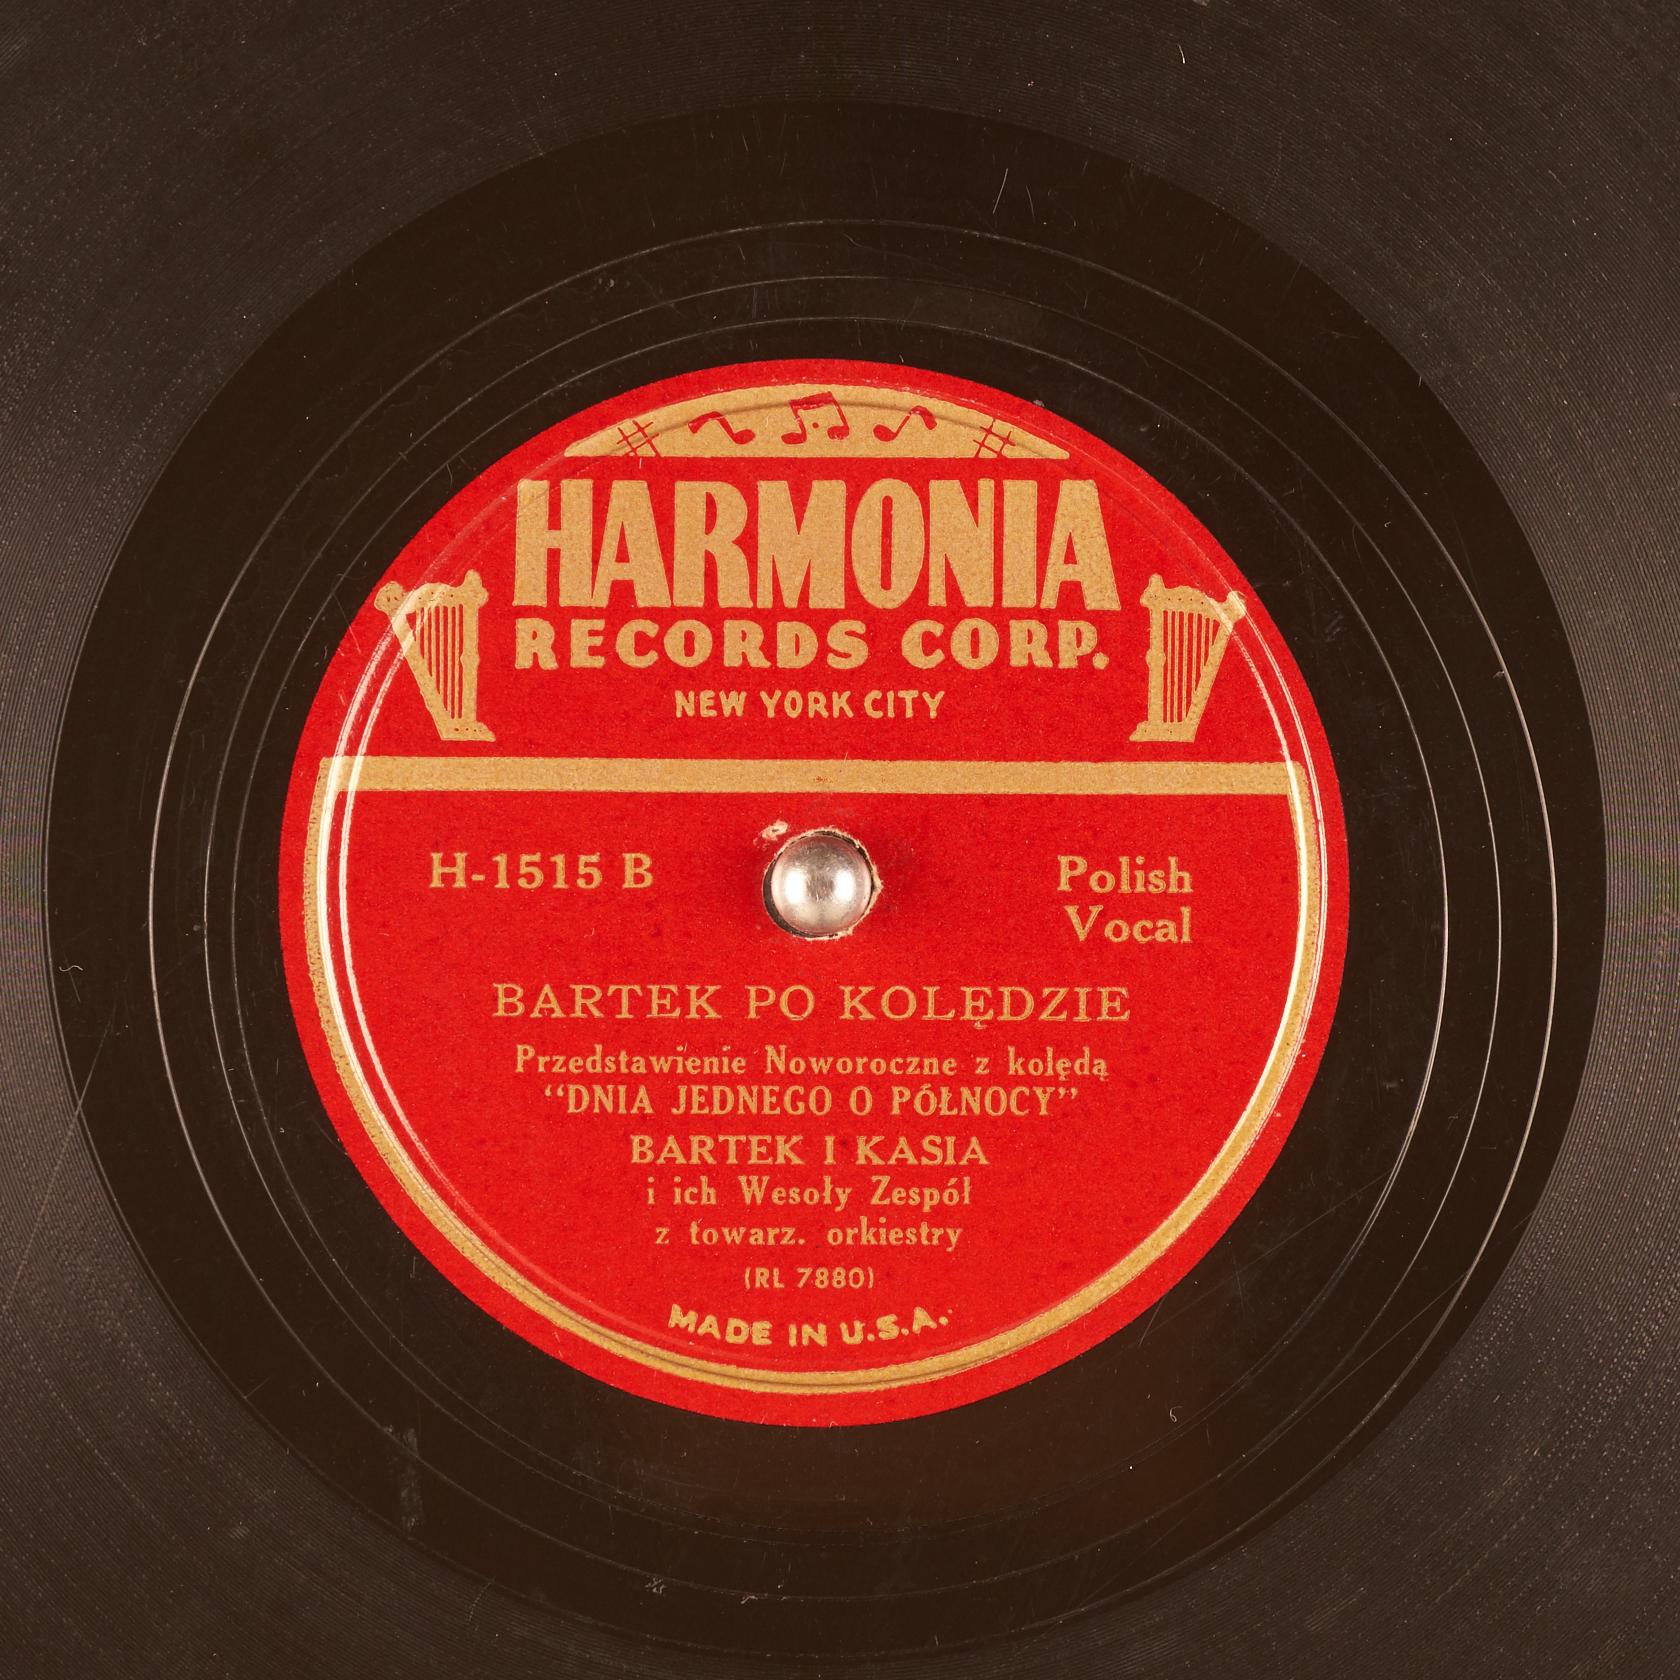 HARMONIA
RECORDS CORP.
NEW YORK CITY
H-1515 B
Polish
Vocal
BARTEK PO KOLĘDZIE
Przedstawienie Noworoczne z kolędą
“DNIA JEDNEGO O PÓŁNOCY”
BARTEK I KASIA
i ich Wesoły Zespół
z towarz. orkiestry
(RL 7880)
MADE IN U.S.A.